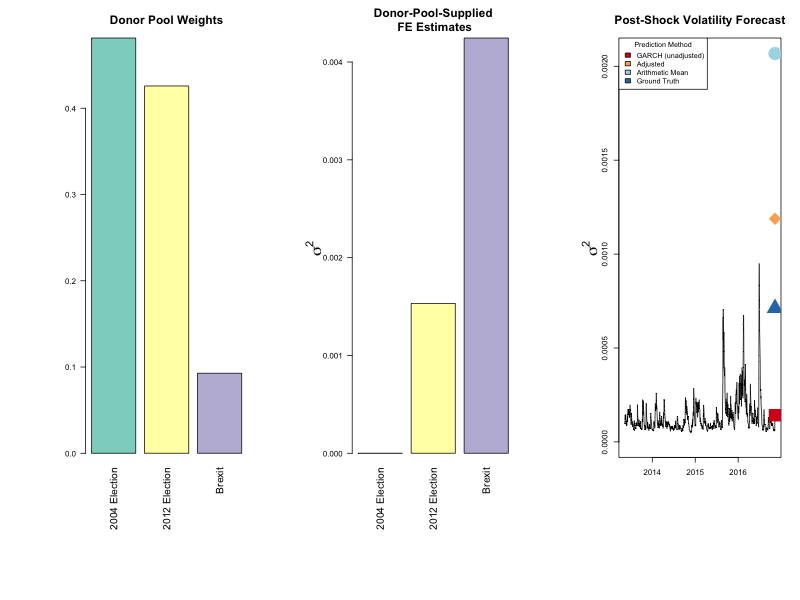 Donor Pool Weights
0.4
0.3
0.2
0.1
0.0
2004 Election
2012 Election
Brexit
Donor-Pool-Supplied
FE Estimates
σ²
0.004
0.003
0.002
0.001
0.000
2004 Election
2012 Election
Brexit
Post-Shock Volatility Forecast
Prediction Method
GARCH (unadjusted)
Adjusted
Arithmetic Mean
Ground Truth
σ²
0.0020
0.0015
0.0010
0.0005
0.0000
2014
2015
2016